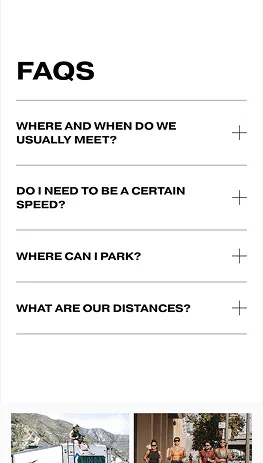 FAQS
WHERE AND WHEN DO WE
USUALLY MEET?
DO I NEED TO BE A CERTAIN
SPEED?
WHERE CAN I PARK?
WHAT ARE OUR DISTANCES?